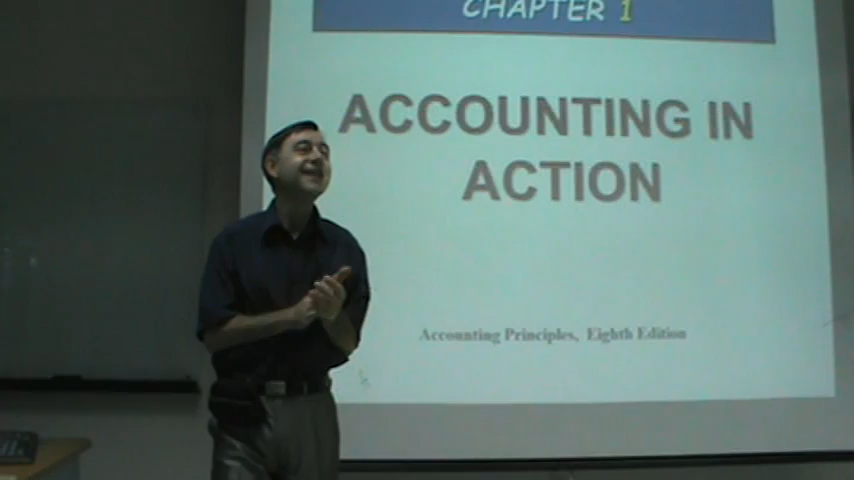 CHAPTER 1
ACCOUNTING IN
ACTION
Accounting Principles, Eighth Edition